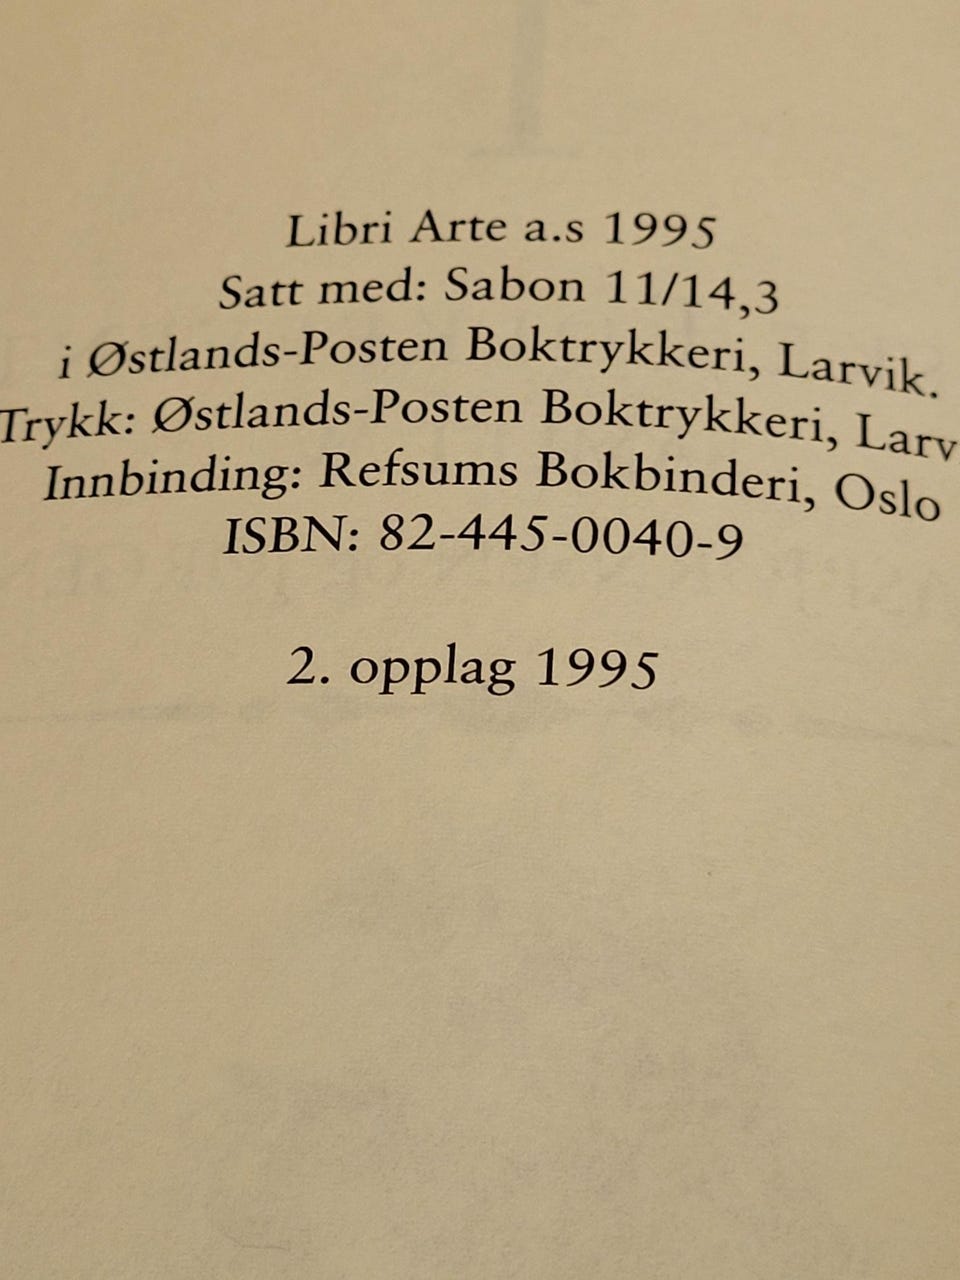 Libri Arte a.s 1995
Satt med: Sabon 11/14,3
i Østlands-Posten Boktrykkeri, Larvik.
Trykk: Østlands-Posten Boktrykkeri, Larv
Innbinding: Refsums Bokbinderi, Oslo
ISBN: 82-445-0040-9
2. opplag 1995